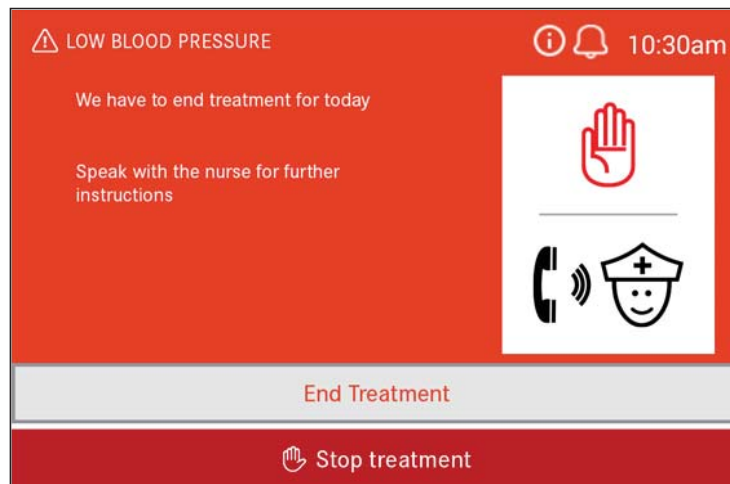 LOW BLOOD PRESSURE
10:30am
We have to end treatment for today
Speak with the nurse for further
instructions
End Treatment
Stop treatment